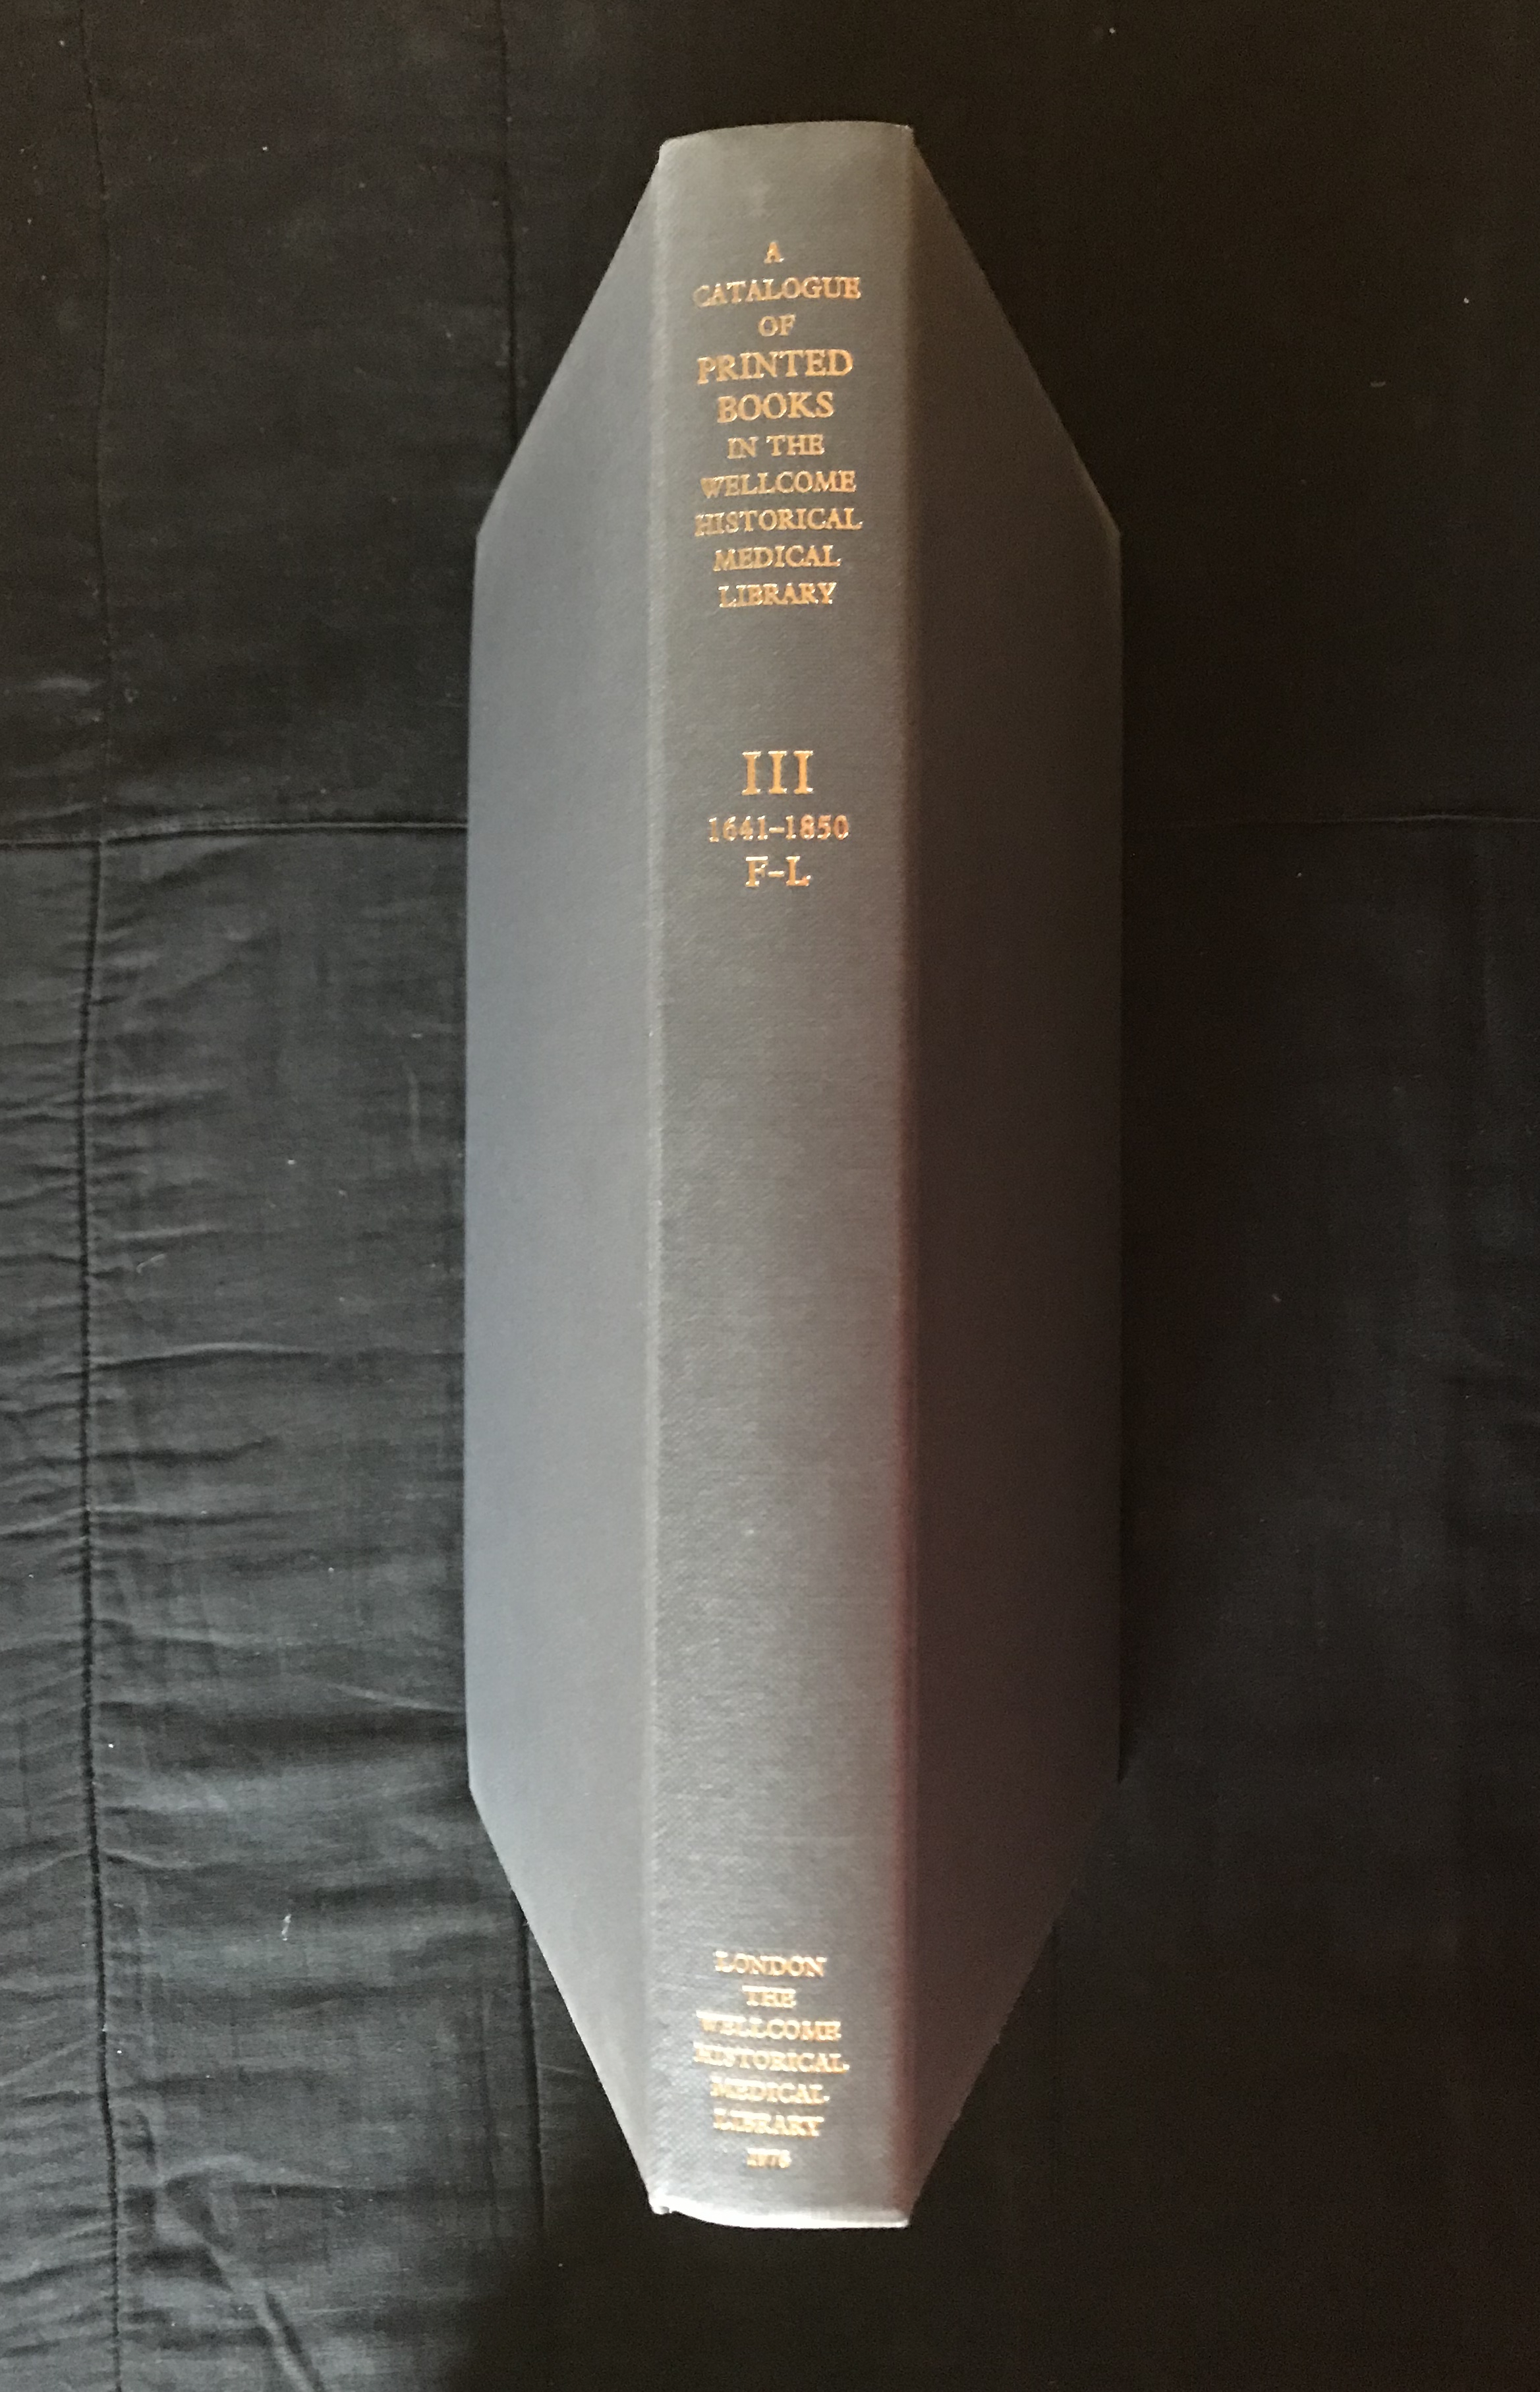 A
CATALOGUE
OF
PRINTED
BOOKS
IN THE
WELLCOME
HISTORICAL
MEDICAL
LIBRARY
III
1641–1850
F–L
LONDON
THE
WELLCOME
HISTORICAL
MEDICAL
LIBRARY
1976